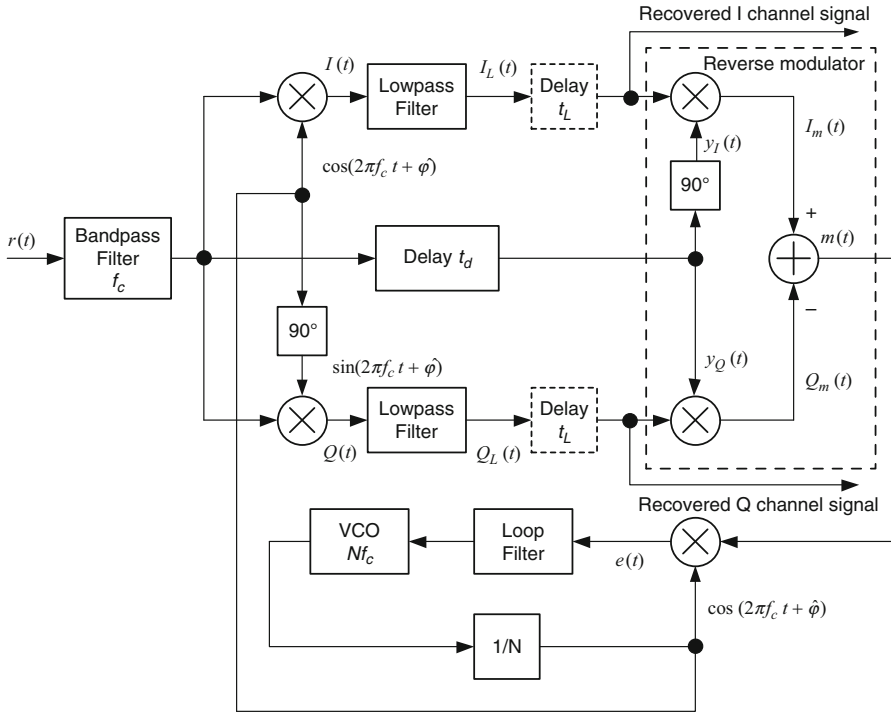 Recovered I channel signal
Reverse modulator
I(t)
Lowpass
Filter
I_L(t)
Delay
t_L
I_m(t)
y_I(t)
90°
cos(2πf_c t + φ̂)
+
r(t)
Bandpass
Filter
f_c
Delay t_d
m(t)
−
90°
sin(2πf_c t + φ̂)
y_Q(t)
Q_m(t)
Q(t)
Lowpass
Filter
Q_L(t)
Delay
t_L
Recovered Q channel signal
VCO
Nf_c
Loop
Filter
e(t)
cos (2πf_c t + φ̂)
1/N